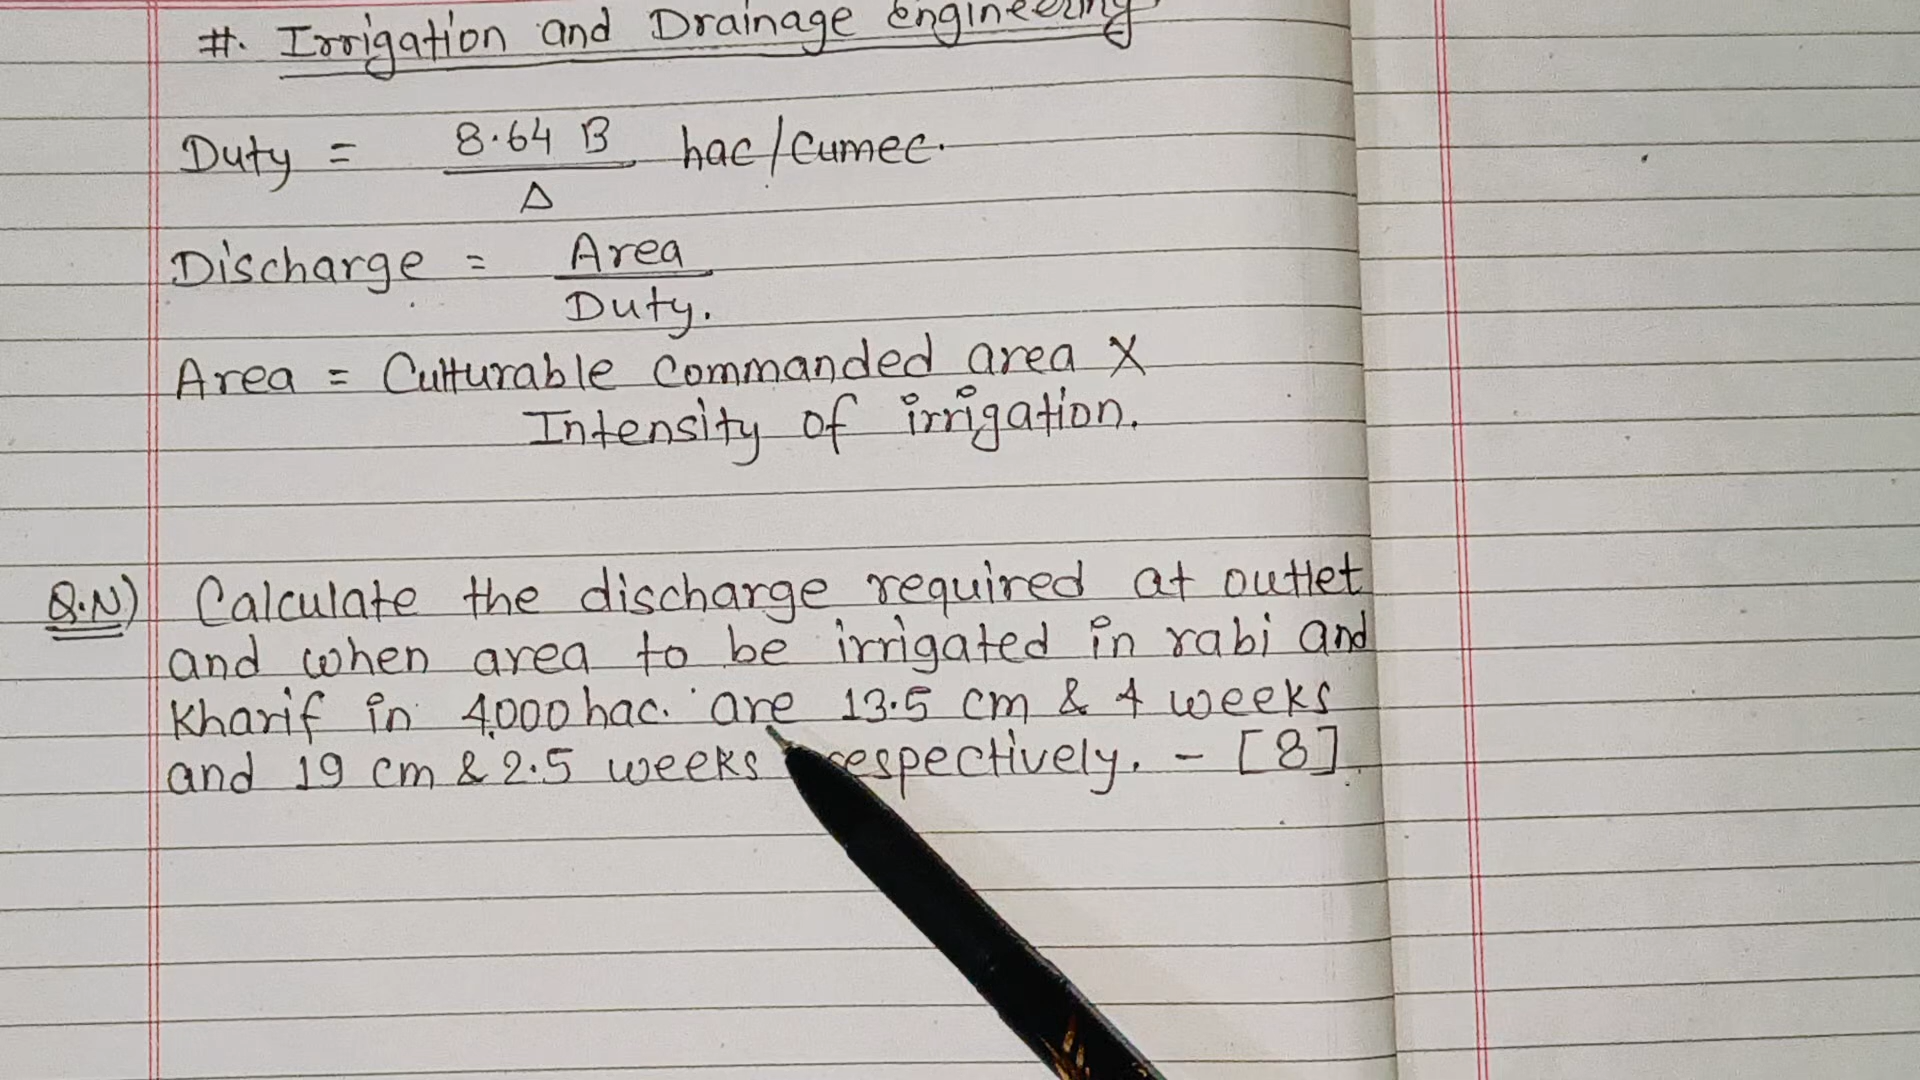 #. Irrigation and Drainage Engineering
Duty = 8.64 B / Δ hac/cumec.
Discharge = Area / Duty.
Area = Culturable Commanded area X
Intensity of irrigation.
Q.N) Calculate the discharge required at outlet
and when area to be irrigated in rabi and
Kharif in 4000 hac. are 13.5 cm & 4 weeks
and 19 cm & 2.5 weeks respectively. - [8]